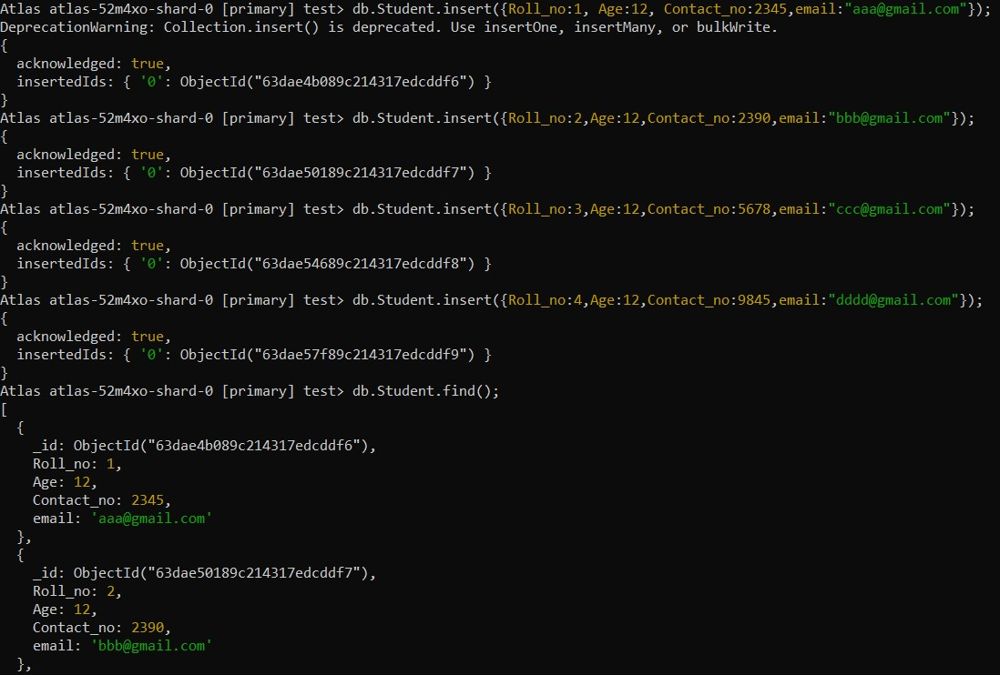 Atlas atlas-52m4xo-shard-0 [primary] test> db.Student.insert({Roll_no:1, Age:12, Contact_no:2345,email:"aaa@gmail.com"});
DeprecationWarning: Collection.insert() is deprecated. Use insertOne, insertMany, or bulkWrite.
{
  acknowledged: true,
  insertedIds: { '0': ObjectId("63dae4b089c214317edcddf6") }
}
Atlas atlas-52m4xo-shard-0 [primary] test> db.Student.insert({Roll_no:2,Age:12,Contact_no:2390,email:"bbb@gmail.com"});
{
  acknowledged: true,
  insertedIds: { '0': ObjectId("63dae50189c214317edcddf7") }
}
Atlas atlas-52m4xo-shard-0 [primary] test> db.Student.insert({Roll_no:3,Age:12,Contact_no:5678,email:"ccc@gmail.com"});
{
  acknowledged: true,
  insertedIds: { '0': ObjectId("63dae54689c214317edcddf8") }
}
Atlas atlas-52m4xo-shard-0 [primary] test> db.Student.insert({Roll_no:4,Age:12,Contact_no:9845,email:"dddd@gmail.com"});
{
  acknowledged: true,
  insertedIds: { '0': ObjectId("63dae57f89c214317edcddf9") }
}
Atlas atlas-52m4xo-shard-0 [primary] test> db.Student.find();
[
  {
    _id: ObjectId("63dae4b089c214317edcddf6"),
    Roll_no: 1,
    Age: 12,
    Contact_no: 2345,
    email: 'aaa@gmail.com'
  },
  {
    _id: ObjectId("63dae50189c214317edcddf7"),
    Roll_no: 2,
    Age: 12,
    Contact_no: 2390,
    email: 'bbb@gmail.com'
  },